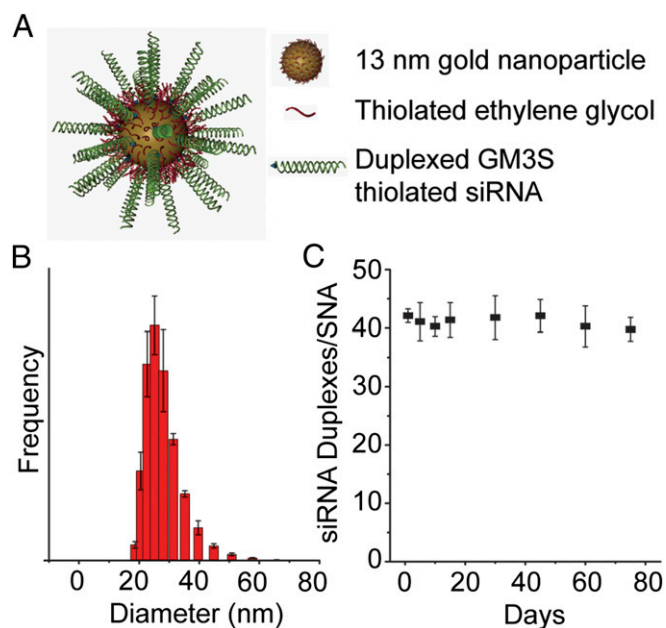 A
13 nm gold nanoparticle
Thiolated ethylene glycol
Duplexed GM3S
thiolated siRNA
B
Frequency
0 20 40 60 80
Diameter (nm)
C
siRNA Duplexes/SNA
50
40
30
20
10
0
0 20 40 60 80
Days